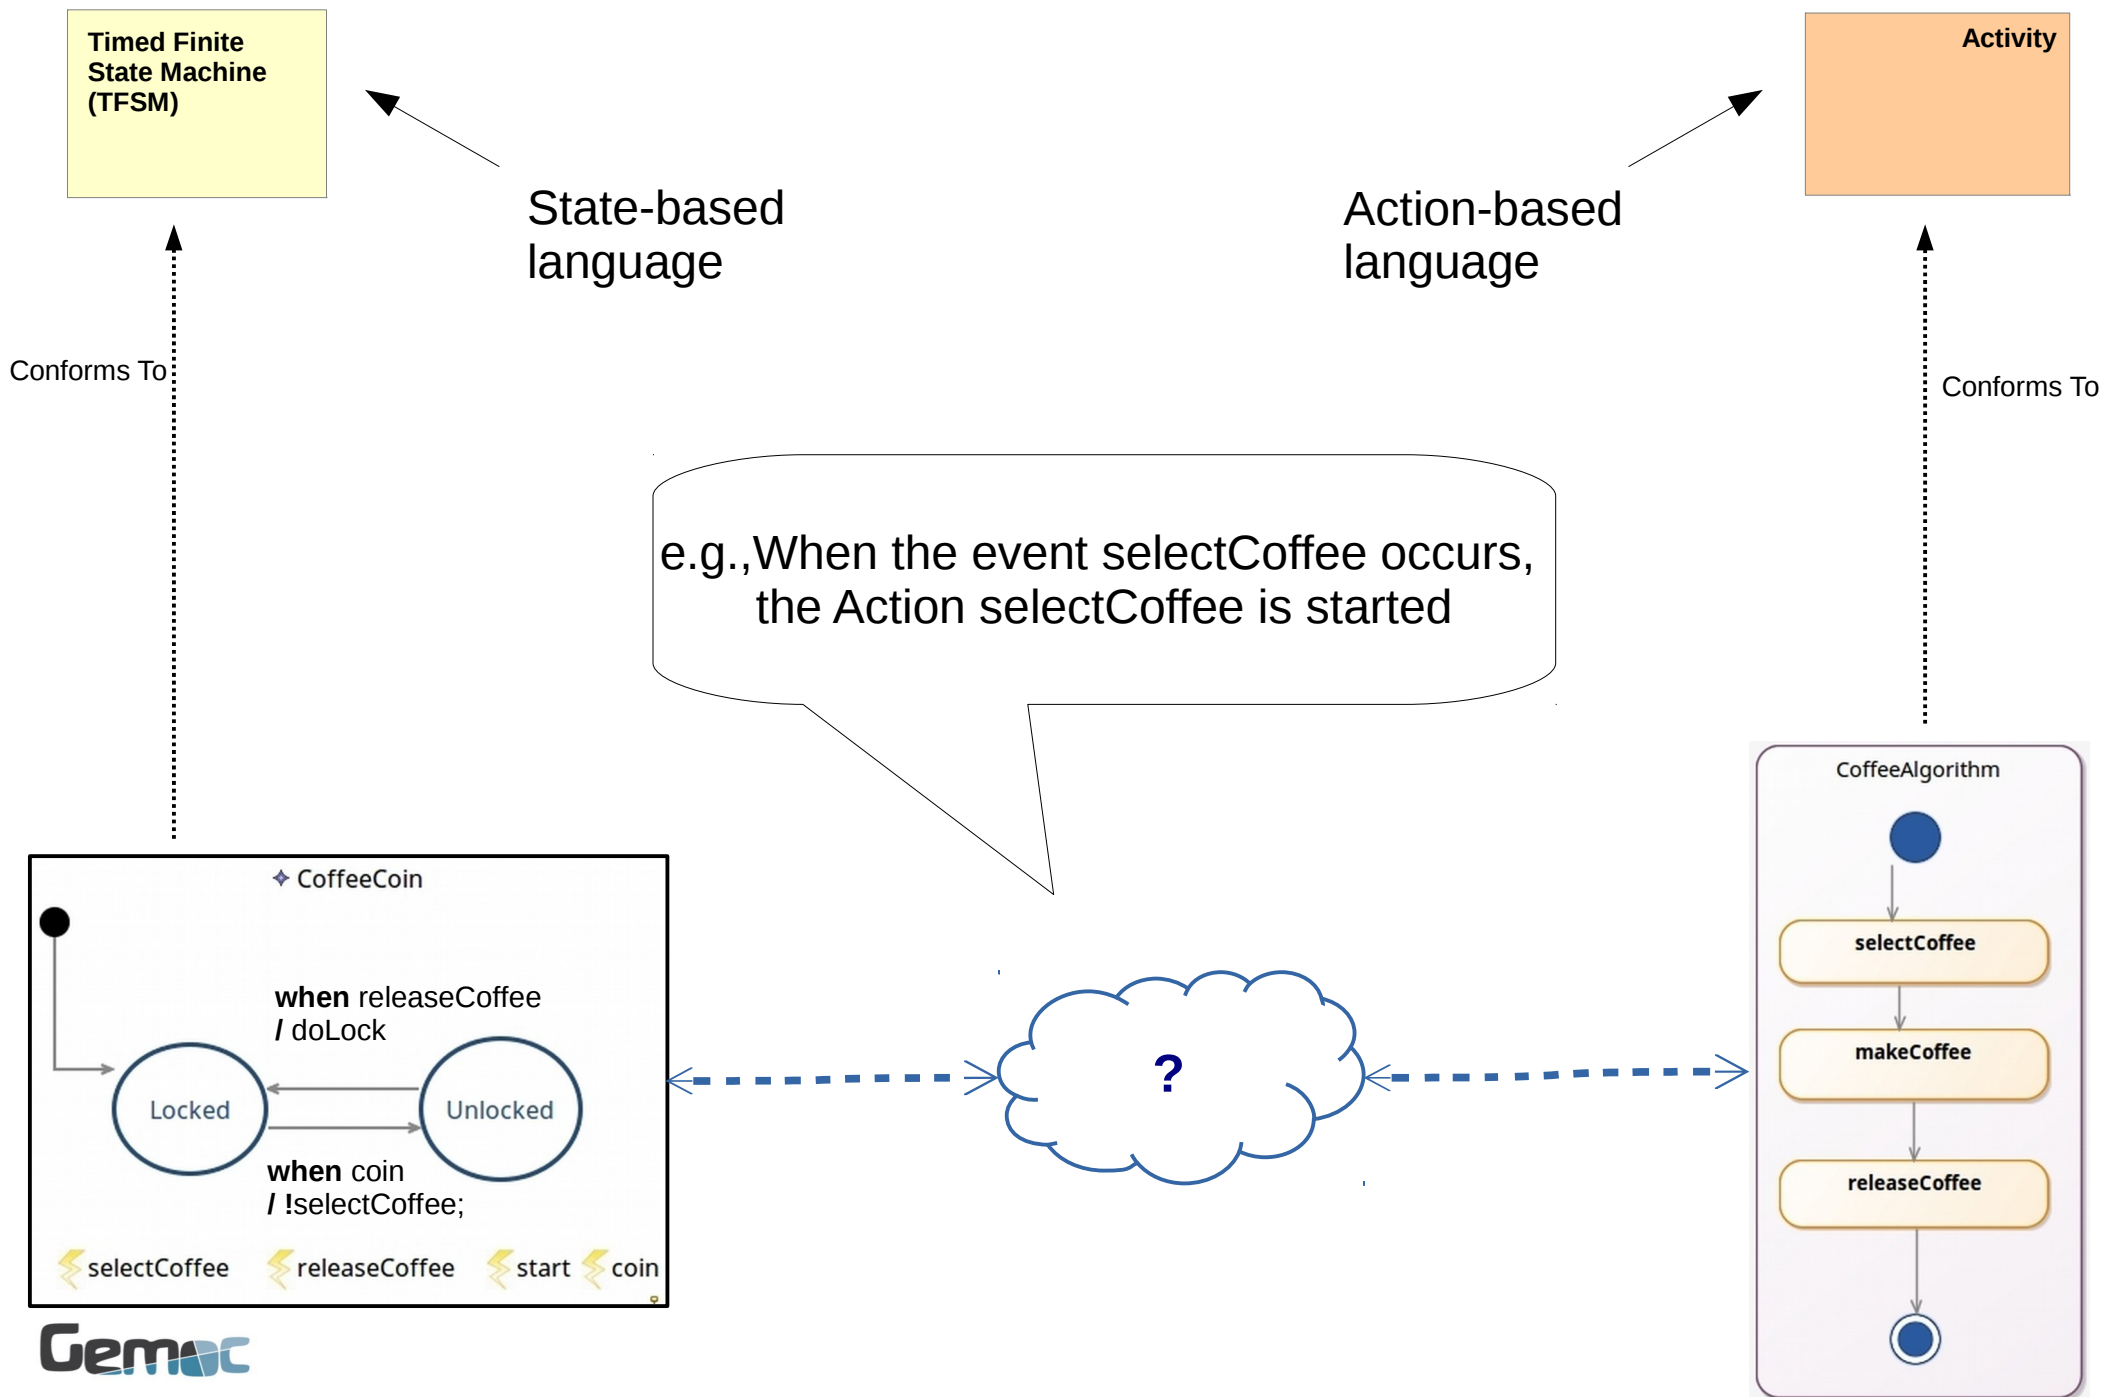 Timed Finite
State Machine
(TFSM)
Activity
State-based
language
Action-based
language
Conforms To
Conforms To
e.g.,When the event selectCoffee occurs,
the Action selectCoffee is started
CoffeeCoin
when releaseCoffee
/ doLock
Locked
Unlocked
when coin
/ !selectCoffee;
selectCoffee
releaseCoffee
start
coin
?
CoffeeAlgorithm
selectCoffee
makeCoffee
releaseCoffee
Gemoc